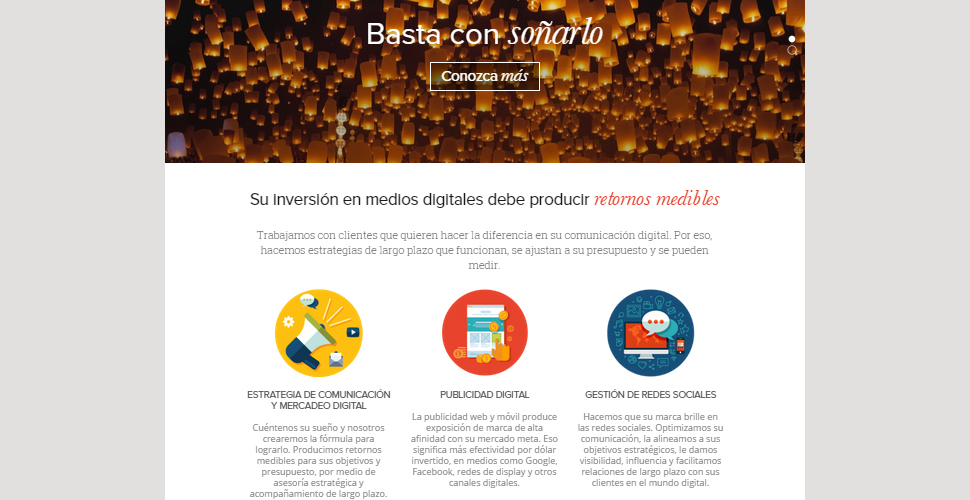 Basta con soñarlo
Conozca más
Su inversión en medios digitales debe producir retornos medibles
Trabajamos con clientes que quieren hacer la diferencia en su comunicación digital. Por eso,
hacemos estrategias de largo plazo que funcionan, se ajustan a su presupuesto y se pueden
medir.
ESTRATEGIA DE COMUNICACIÓN
Y MERCADEO DIGITAL
Cuéntenos su sueño y nosotros
crearemos la fórmula para
lograrlo. Producimos retornos
medibles para sus objetivos y
presupuesto, por medio de
asesoría estratégica y
acompañamiento de largo plazo.
PUBLICIDAD DIGITAL
La publicidad web y móvil produce
exposición de marca de alta
afinidad con su mercado meta. Eso
significa más efectividad por dólar
invertido, en medios como Google,
Facebook, redes de display y otros
canales digitales.
GESTIÓN DE REDES SOCIALES
Hacemos que su marca brille en
las redes sociales. Optimizamos su
comunicación, la alineamos a sus
objetivos estratégicos, le damos
visibilidad, influencia y facilitamos
relaciones de largo plazo con sus
clientes en el mundo digital.